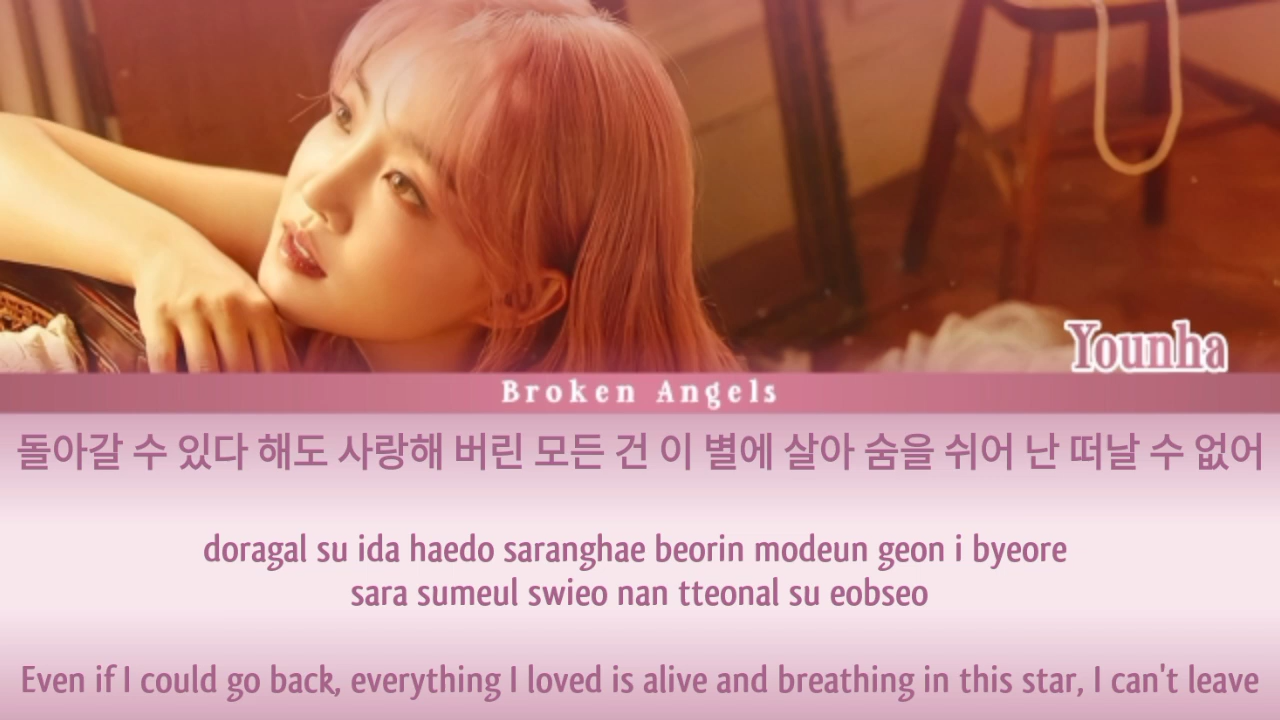 Younha
Broken Angels
돌아갈 수 있다 해도 사랑해 버린 모든 건 이 별에 살아 숨을 쉬어 난 떠날 수 없어
doragal su ida haedo saranghae beorin modeun geon i byeore
sara sumeul swieo nan tteonal su eobseo
Even if I could go back, everything I loved is alive and breathing in this star, I can't leave